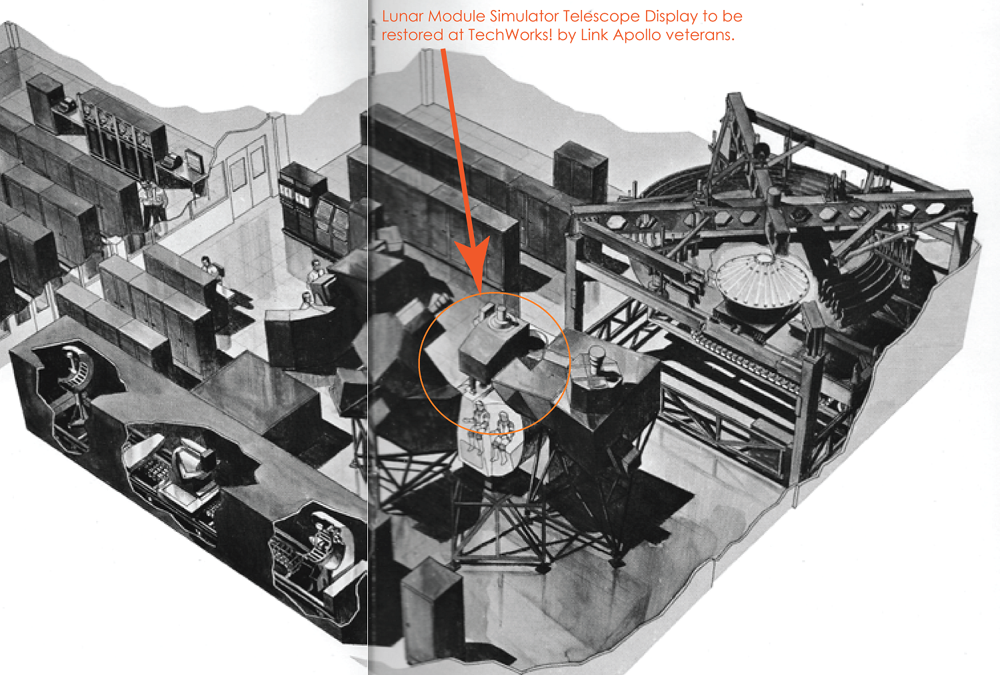 Lunar Module Simulator Telescope Display to be
restored at TechWorks! by Link Apollo veterans.